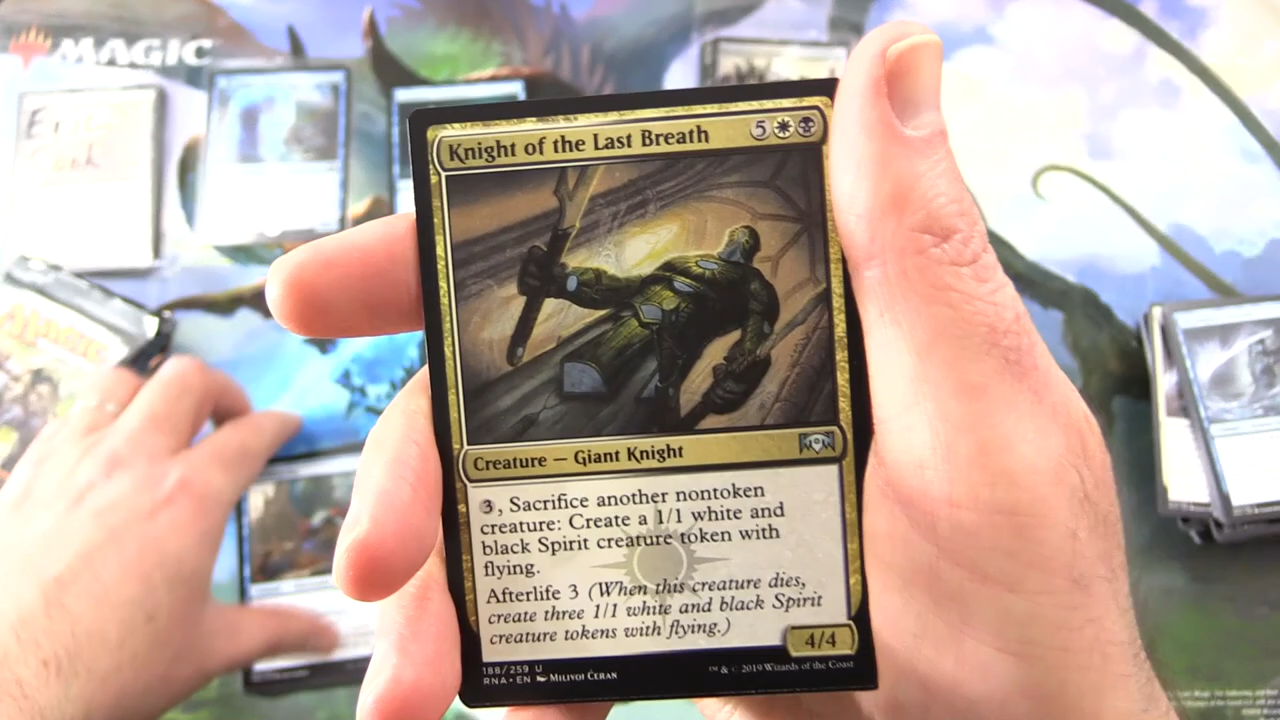 MAGIC
Knight of the Last Breath
5
Creature — Giant Knight
3, Sacrifice another nontoken
creature: Create a 1/1 white and
black Spirit creature token with
flying.
Afterlife 3 (When this creature dies,
create three 1/1 white and black Spirit
creature tokens with flying.)
4/4
188/259 U
RNA • EN Milivoj Ćeran
™ & © 2019 Wizards of the Coast